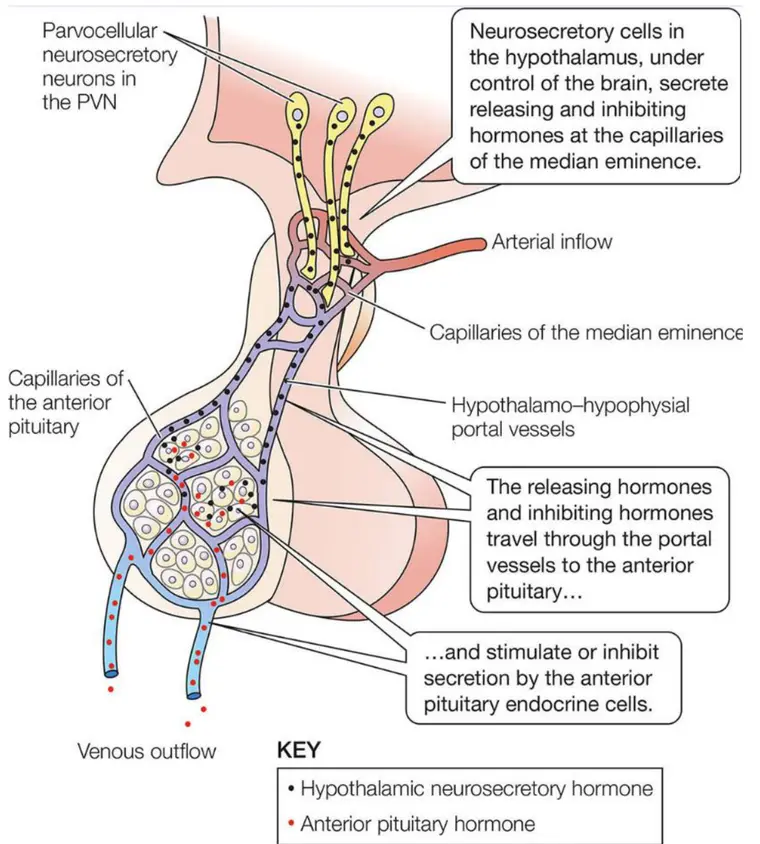 Parvocellular
neurosecretory
neurons in
the PVN
Neurosecretory cells in
the hypothalamus, under
control of the brain, secrete
releasing and inhibiting
hormones at the capillaries
of the median eminence.
Arterial inflow
Capillaries of the median eminence
Capillaries of
the anterior
pituitary
Hypothalamo–hypophysial
portal vessels
The releasing hormones
and inhibiting hormones
travel through the portal
vessels to the anterior
pituitary…
…and stimulate or inhibit
secretion by the anterior
pituitary endocrine cells.
Venous outflow
KEY
• Hypothalamic neurosecretory hormone
• Anterior pituitary hormone